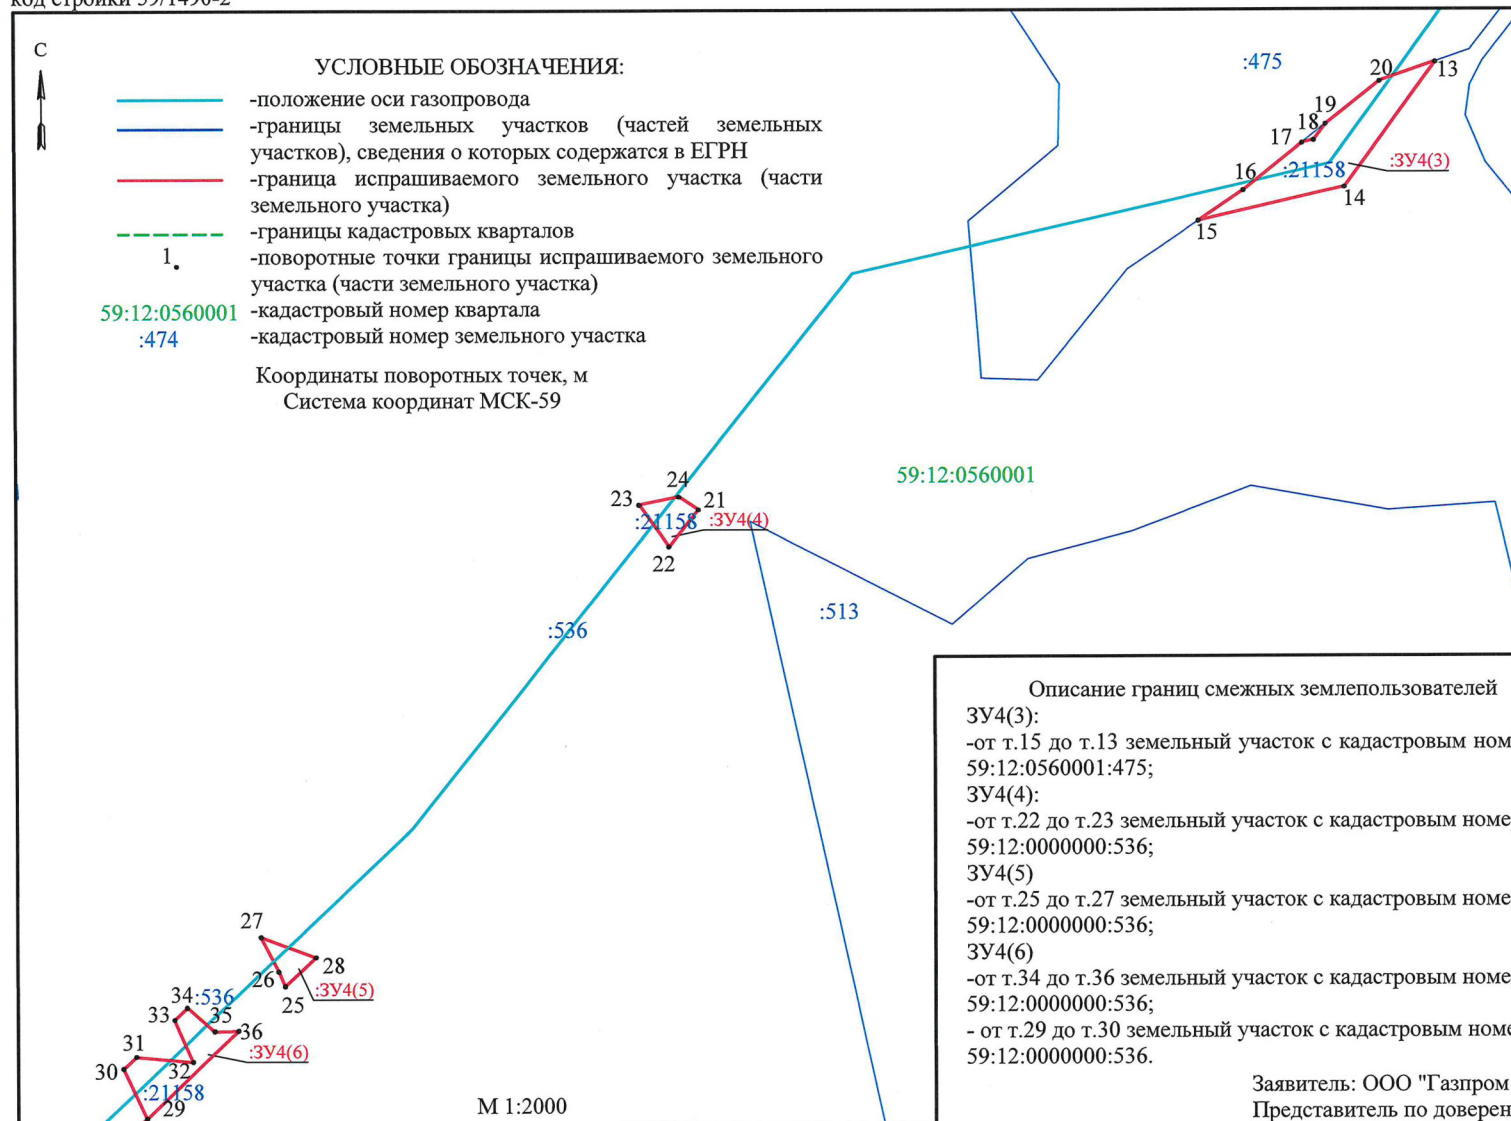 код стройки 59/1490-2
С
УСЛОВНЫЕ ОБОЗНАЧЕНИЯ:
-положение оси газопровода
-границы земельных участков (частей земельных
участков), сведения о которых содержатся в ЕГРН
-граница испрашиваемого земельного участка (части
земельного участка)
-границы кадастровых кварталов
1
-поворотные точки границы испрашиваемого земельного
участка (части земельного участка)
59:12:0560001 -кадастровый номер квартала
:474 -кадастровый номер земельного участка
Координаты поворотных точек, м
Система координат МСК-59
:475
20
13
19
18
17
:ЗУ4(3)
:21158
16
14
15
59:12:0560001
24
23
21
:21158
:ЗУ4(4)
22
:513
:536
27
28
26
:ЗУ4(5)
25
34
:536
33
35
36
31
:ЗУ4(6)
30
32
:21158
29
М 1:2000
Описание границ смежных землепользователей
ЗУ4(3):
-от т.15 до т.13 земельный участок с кадастровым ном
59:12:0560001:475;
ЗУ4(4):
-от т.22 до т.23 земельный участок с кадастровым номе
59:12:0000000:536;
ЗУ4(5)
-от т.25 до т.27 земельный участок с кадастровым номе
59:12:0000000:536;
ЗУ4(6)
-от т.34 до т.36 земельный участок с кадастровым номе
59:12:0000000:536;
- от т.29 до т.30 земельный участок с кадастровым номе
59:12:0000000:536.
Заявитель: ООО "Газпром
Представитель по доверен